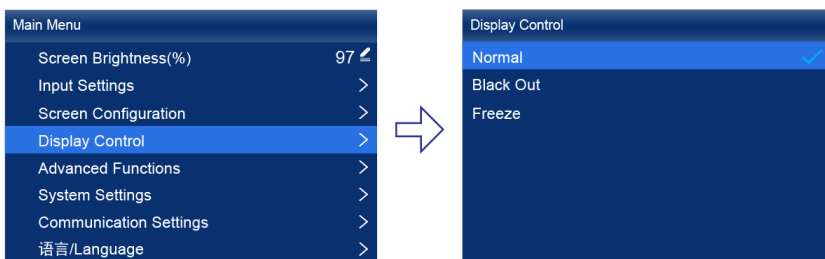 Main Menu
Screen Brightness(%) 97
Input Settings
Screen Configuration
Display Control
Advanced Functions
System Settings
Communication Settings
语言/Language
Display Control
Normal
Black Out
Freeze